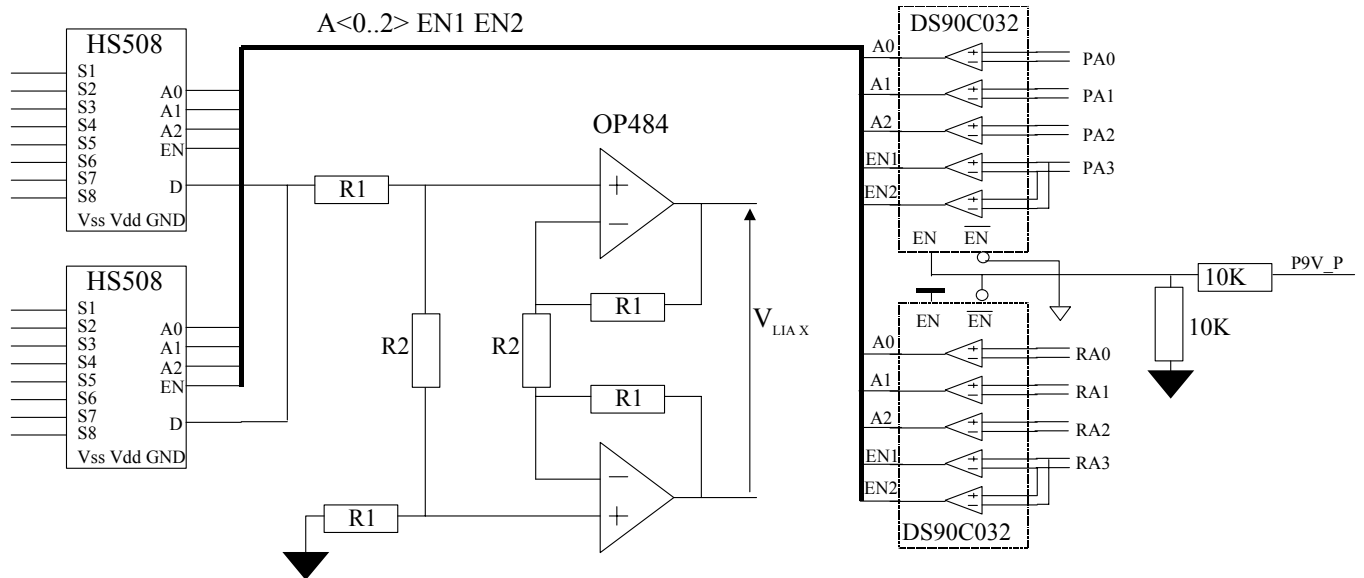 A<0..2> EN1 EN2
HS508
S1
S2
S3
S4
S5
S6
S7
S8
A0
A1
A2
EN
D
Vss Vdd GND
HS508
S1
S2
S3
S4
S5
S6
S7
S8
A0
A1
A2
EN
D
Vss Vdd GND
OP484
R1
+
−
R1
R2
R2
R1
−
+
R1
V LIA X
DS90C032
A0
+
−
PA0
A1
+
−
PA1
A2
+
−
PA2
EN1
+
−
PA3
EN2
+
−
EN
EN
P9V_P
10K
10K
EN
EN
A0
+
−
RA0
A1
+
−
RA1
A2
+
−
RA2
EN1
+
−
RA3
EN2
+
−
DS90C032